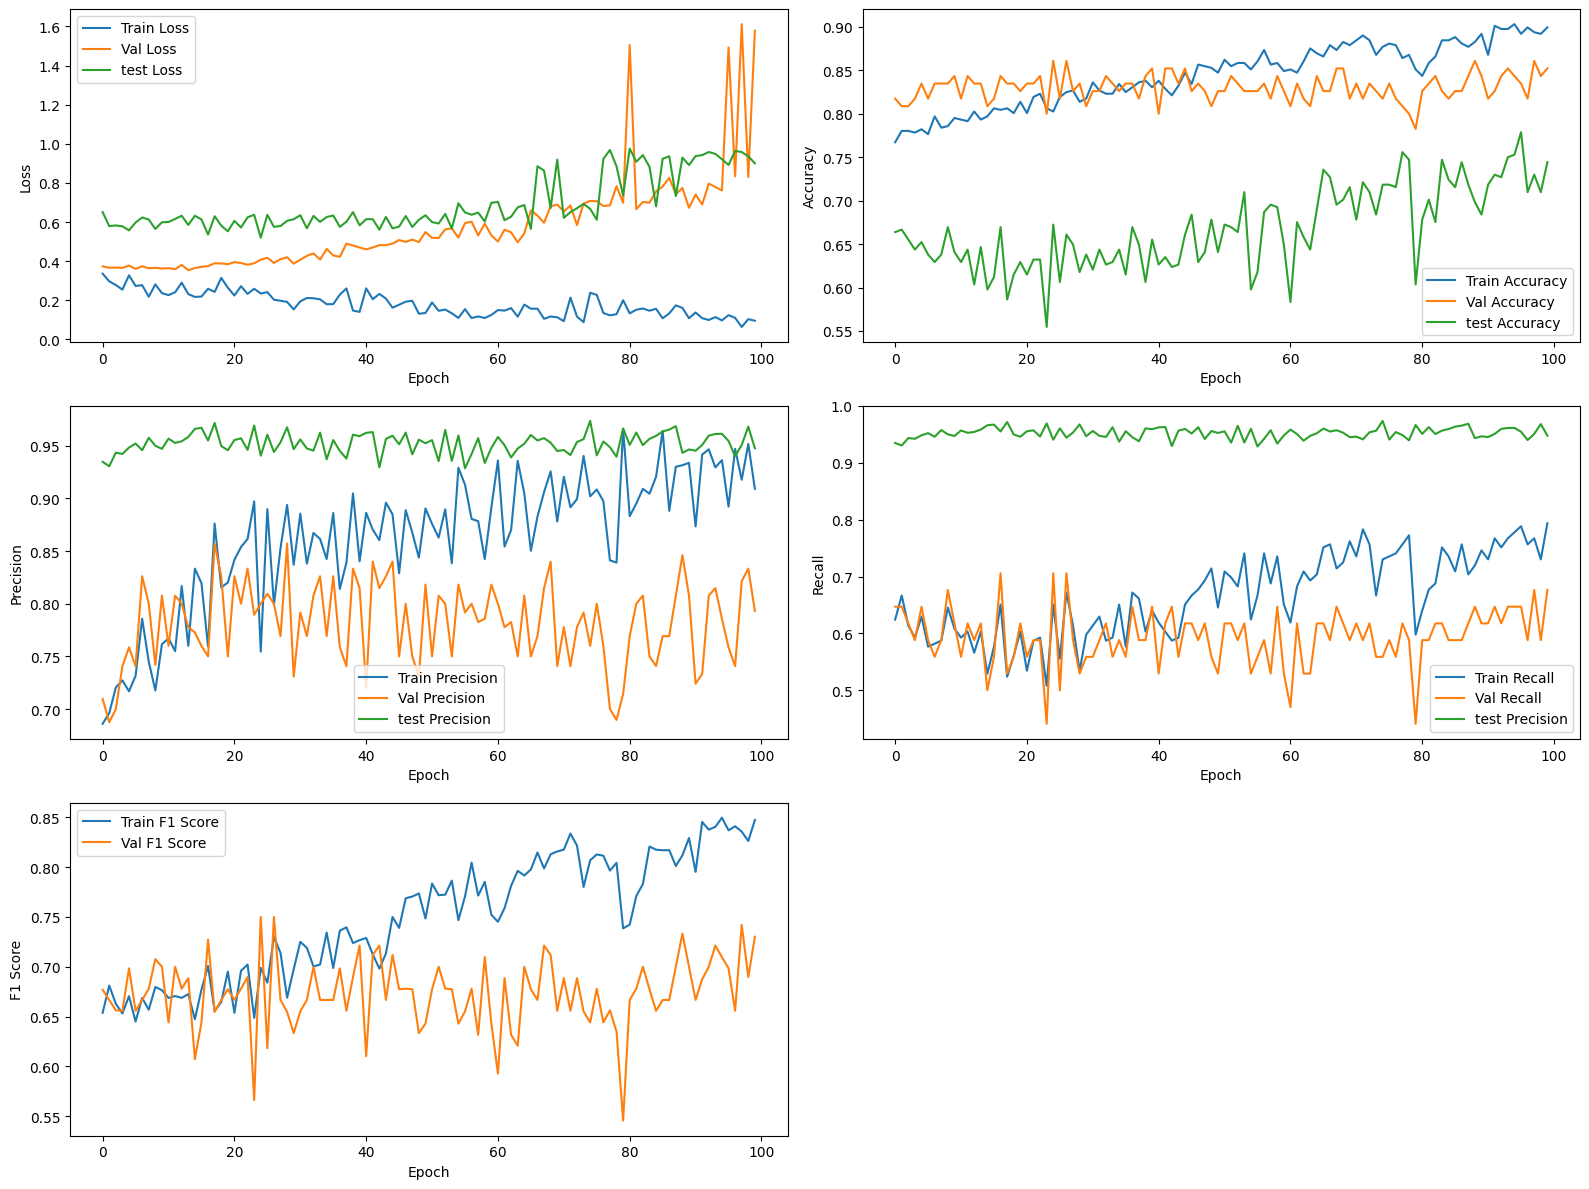 Train Loss
Val Loss
test Loss
1.6
1.4
1.2
1.0
0.8
0.6
0.4
0.2
0.0
Loss
0
20
40
60
80
100
Epoch
0.90
0.85
0.80
0.75
0.70
0.65
0.60
0.55
Accuracy
Train Accuracy
Val Accuracy
test Accuracy
0
20
40
60
80
100
Epoch
0.95
0.90
0.85
0.80
0.75
0.70
Precision
Train Precision
Val Precision
test Precision
0
20
40
60
80
100
Epoch
1.0
0.9
0.8
0.7
0.6
0.5
Recall
Train Recall
Val Recall
test Precision
0
20
40
60
80
100
Epoch
Train F1 Score
Val F1 Score
0.85
0.80
0.75
0.70
0.65
0.60
0.55
F1 Score
0
20
40
60
80
100
Epoch